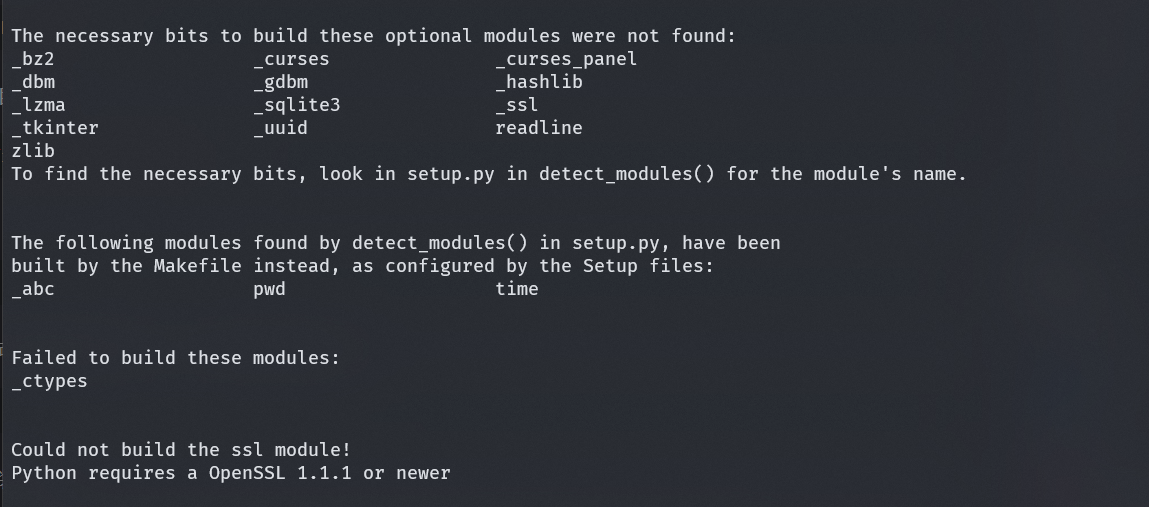 The necessary bits to build these optional modules were not found:
_bz2 _curses _curses_panel
_dbm _gdbm _hashlib
_lzma _sqlite3 _ssl
_tkinter _uuid readline
zlib
To find the necessary bits, look in setup.py in detect_modules() for the module's name.
The following modules found by detect_modules() in setup.py, have been
built by the Makefile instead, as configured by the Setup files:
_abc pwd time
Failed to build these modules:
_ctypes
Could not build the ssl module!
Python requires a OpenSSL 1.1.1 or newer